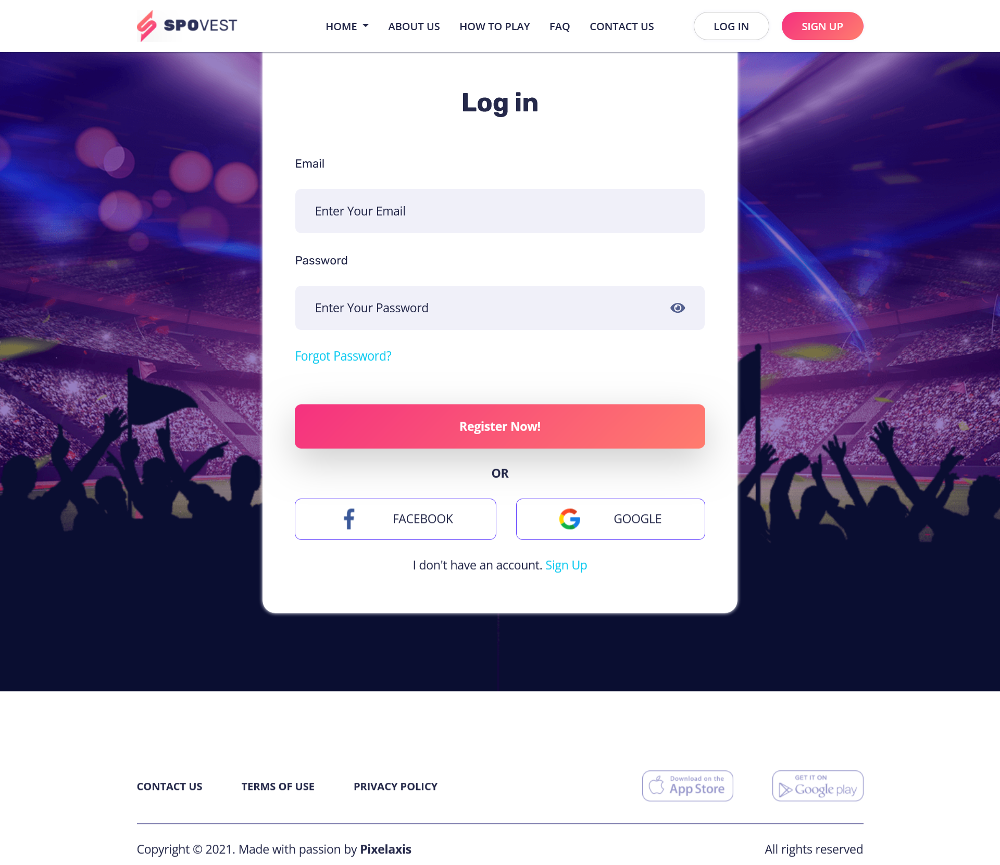 SPOVEST
HOME
ABOUT US
HOW TO PLAY
FAQ
CONTACT US
LOG IN
SIGN UP
Log in
Email
Enter Your Email
Password
Enter Your Password
Forgot Password?
Register Now!
OR
FACEBOOK
GOOGLE
I don't have an account. Sign Up
CONTACT US
TERMS OF USE
PRIVACY POLICY
Download on the
App Store
GET IT ON
Google play
Copyright © 2021. Made with passion by Pixelaxis
All rights reserved